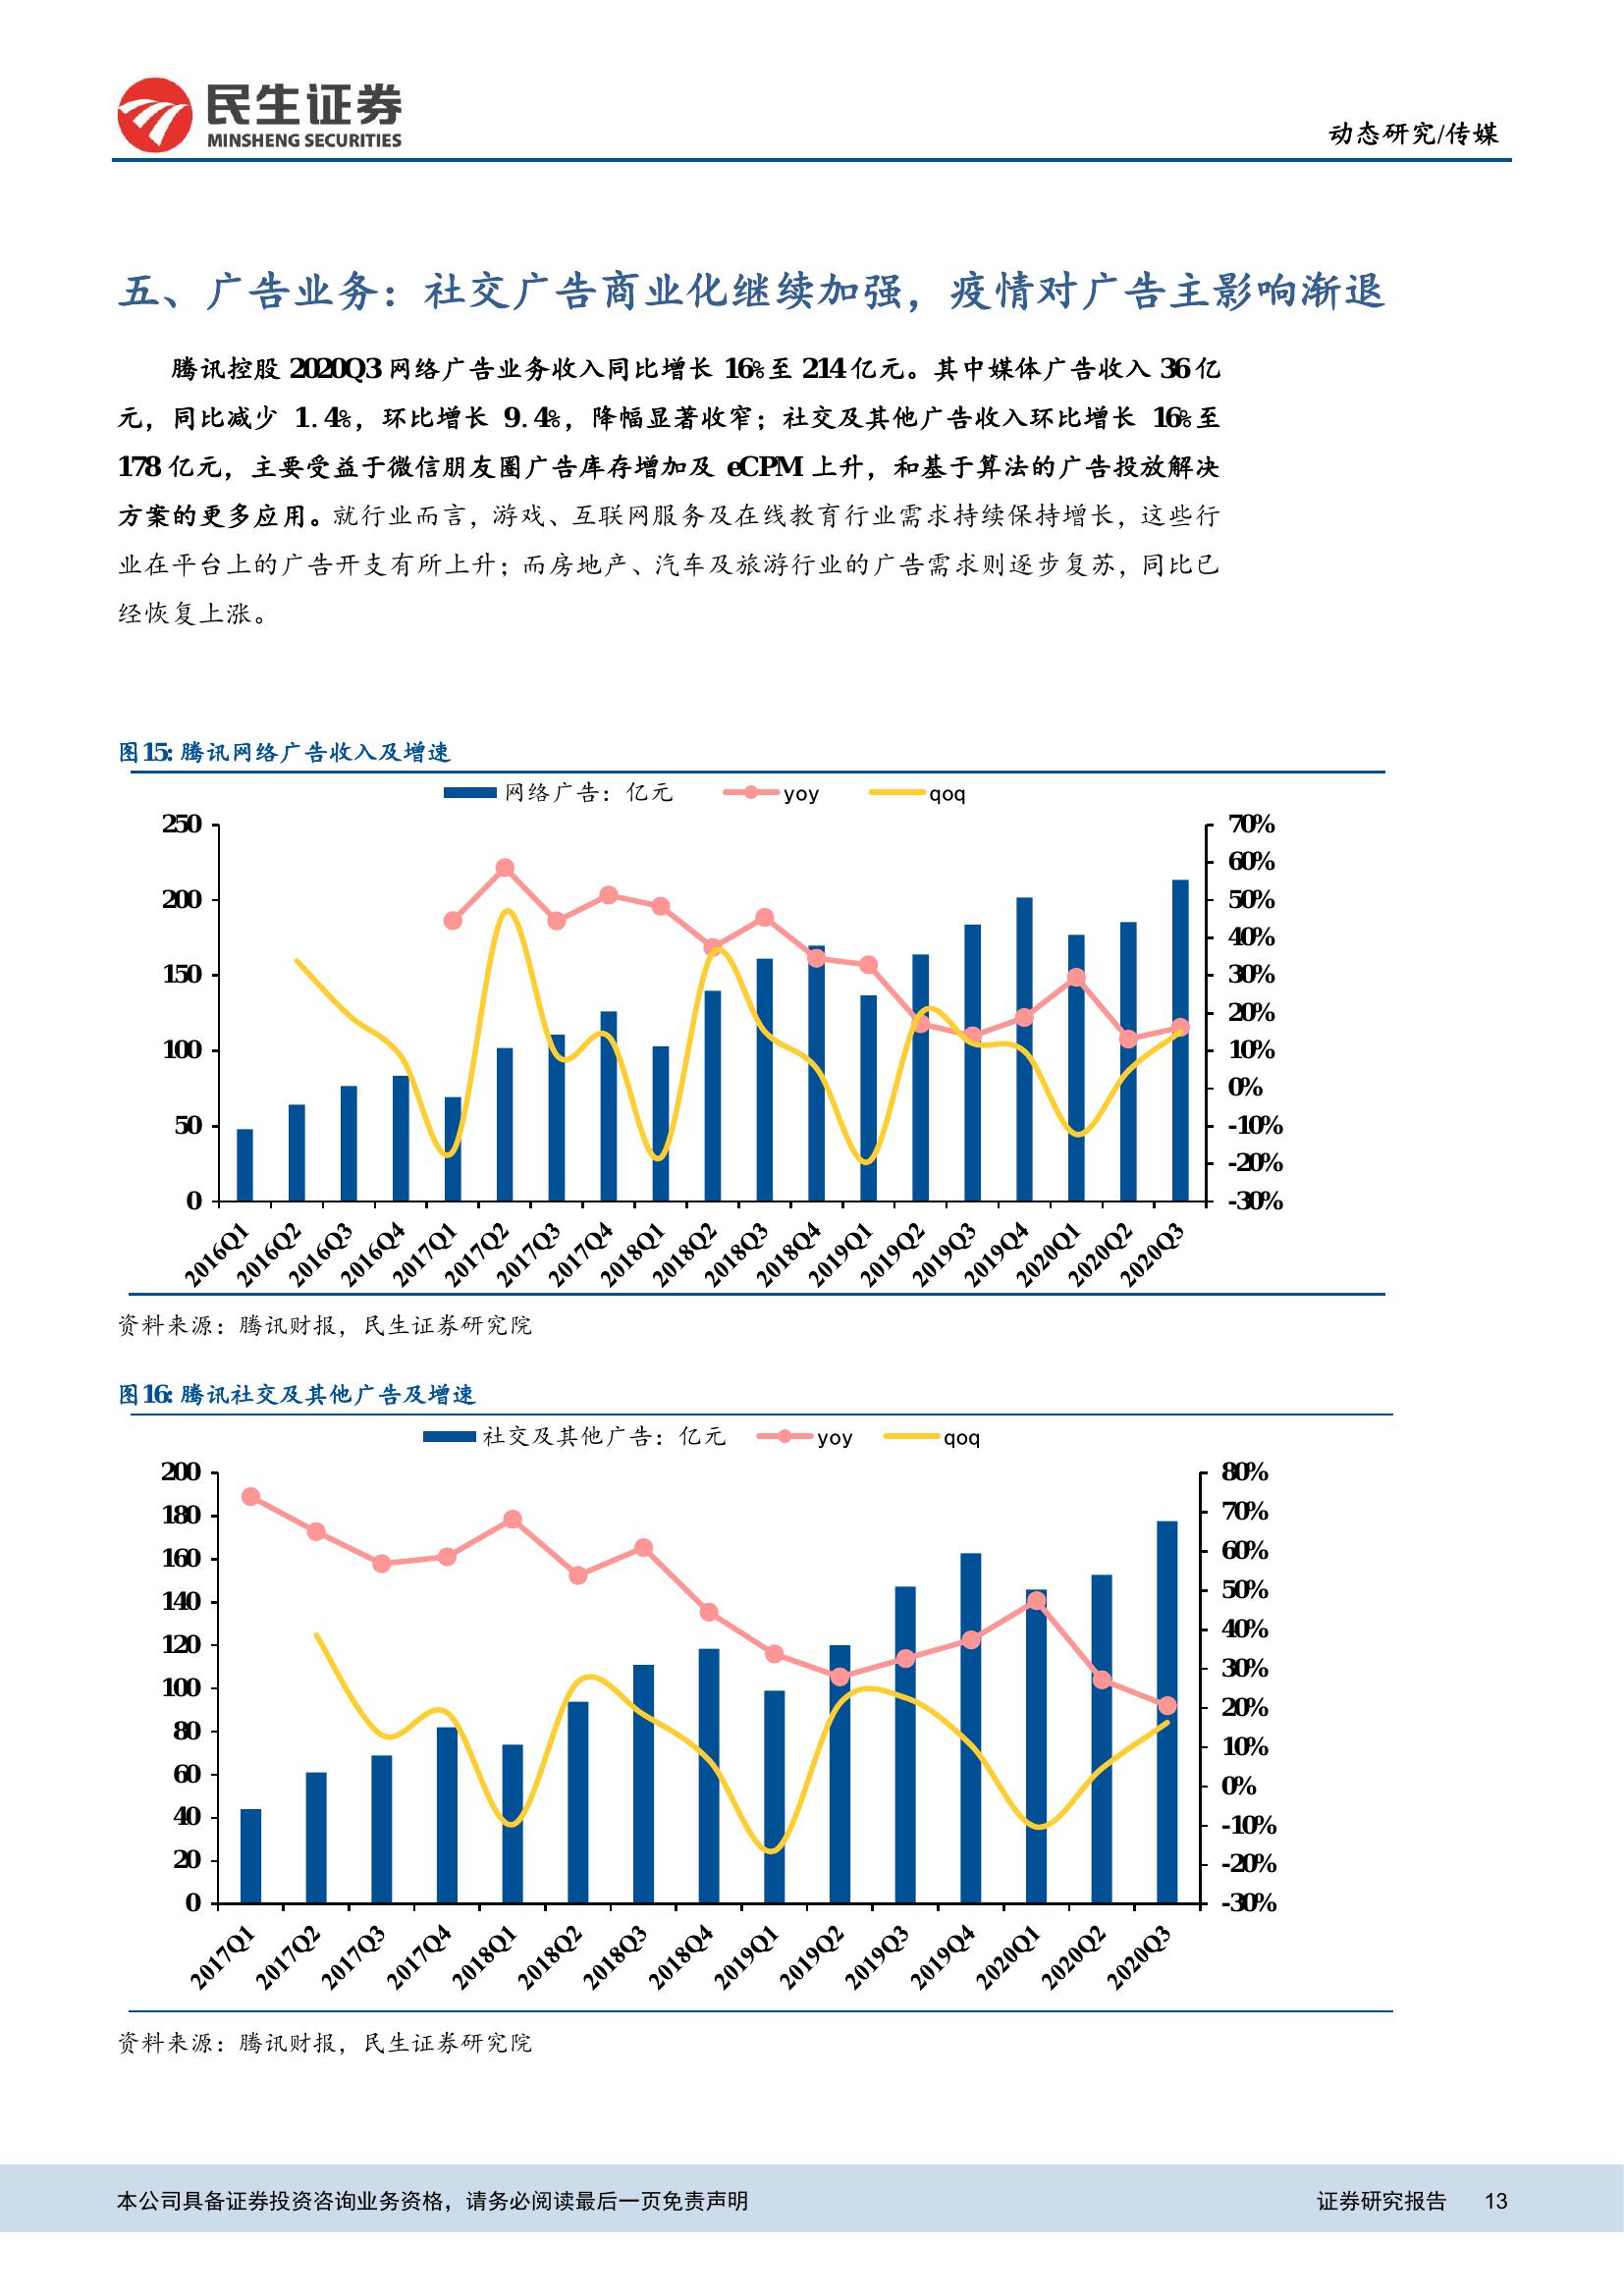 民生证券
MINSHENG SECURITIES
动态研究/传媒
五、广告业务：社交广告商业化继续加强，疫情对广告主影响渐退
腾讯控股 2020Q3 网络广告业务收入同比增长 16%至 214 亿元。其中媒体广告收入 36 亿
元，同比减少 1.4%，环比增长 9.4%，降幅显著收窄；社交及其他广告收入环比增长 16%至
178 亿元，主要受益于微信朋友圈广告库存增加及 eCPM 上升，和基于算法的广告投放解决
方案的更多应用。就行业而言，游戏、互联网服务及在线教育行业需求持续保持增长，这些行
业在平台上的广告开支有所上升；而房地产、汽车及旅游行业的广告需求则逐步复苏，同比已
经恢复上涨。
图15: 腾讯网络广告收入及增速
网络广告：亿元 yoy qoq
250 70%
60%
200 50%
40%
150 30%
20%
100 10%
0%
50 -10%
-20%
0 -30%
2016Q1 2016Q2 2016Q3 2016Q4 2017Q1 2017Q2 2017Q3 2017Q4 2018Q1 2018Q2 2018Q3 2018Q4 2019Q1 2019Q2 2019Q3 2019Q4 2020Q1 2020Q2 2020Q3
资料来源：腾讯财报，民生证券研究院
图16: 腾讯社交及其他广告及增速
社交及其他广告：亿元 yoy qoq
200 80%
180 70%
160 60%
140 50%
120 40%
100 30%
80 20%
60 10%
40 0%
20 -10%
0 -20%
-30%
2017Q1 2017Q2 2017Q3 2017Q4 2018Q1 2018Q2 2018Q3 2018Q4 2019Q1 2019Q2 2019Q3 2019Q4 2020Q1 2020Q2 2020Q3
资料来源：腾讯财报，民生证券研究院
本公司具备证券投资咨询业务资格，请务必阅读最后一页免责声明 证券研究报告 13